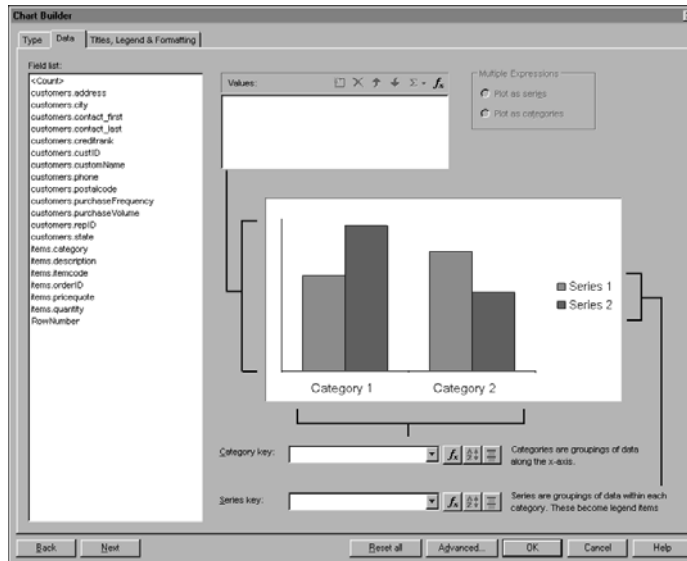 Chart Builder
Type
Data
Titles, Legend & Formatting
Field list:
<Count>
customers.address
customers.city
customers.contact_first
customers.contact_last
customers.creditrank
customers.custID
customers.customName
customers.phone
customers.postalcode
customers.purchaseFrequency
customers.purchaseVolume
customers.repID
customers.state
items.category
items.description
items.itemcode
items.orderID
items.pricequote
items.quantity
RowNumber
Values:
Multiple Expressions
Plot as series
Plot as categories
Series 1
Series 2
Category 1
Category 2
Category key:
Categories are groupings of data
along the x-axis.
Series key:
Series are groupings of data within each
category. These become legend items
Back
Next
Reset all
Advanced...
OK
Cancel
Help